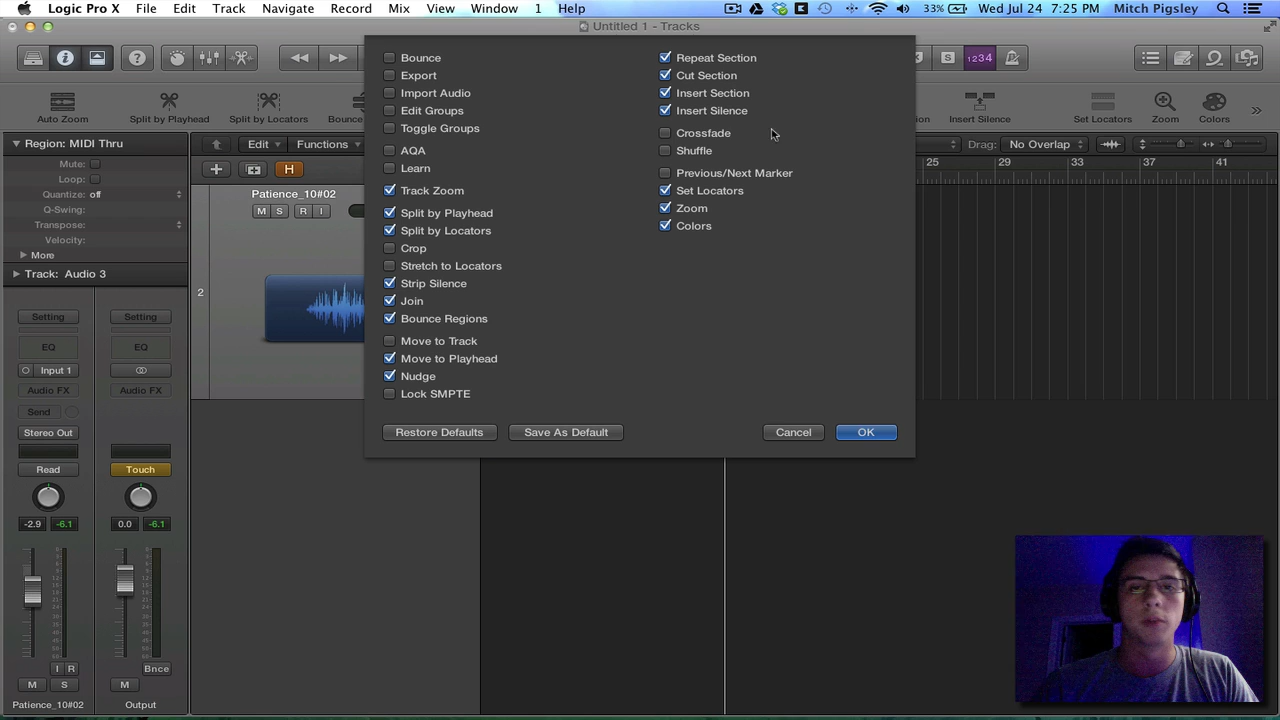 Logic Pro X File Edit Track Navigate Record Mix View Window 1 Help 33% Wed Jul 24 7:25 PM Mitch Pigsley
Untitled 1 - Tracks
1234
Auto Zoom Split by Playhead Split by Locators Insert Silence Set Locators Zoom Colors
Region: MIDI Thru
Mute:
Loop:
Quantize: off
Q-Swing:
Transpose:
Velocity:
More
Track: Audio 3
Setting Setting
EQ EQ
Input 1
Audio FX Audio FX
Send
Stereo Out
Read Touch
-2.9 -6.1 0.0 -6.1
I R Bnce
M S M
Patience_10#02 Output
Edit Functions
H
Patience_10#02
M S R I
2
Bounce
Export
Import Audio
Edit Groups
Toggle Groups
AQA
Learn
Track Zoom
Split by Playhead
Split by Locators
Crop
Stretch to Locators
Strip Silence
Join
Bounce Regions
Move to Track
Move to Playhead
Nudge
Lock SMPTE
Repeat Section
Cut Section
Insert Section
Insert Silence
Crossfade
Shuffle
Previous/Next Marker
Set Locators
Zoom
Colors
Restore Defaults Save As Default Cancel OK
Drag: No Overlap
25 29 33 37 41